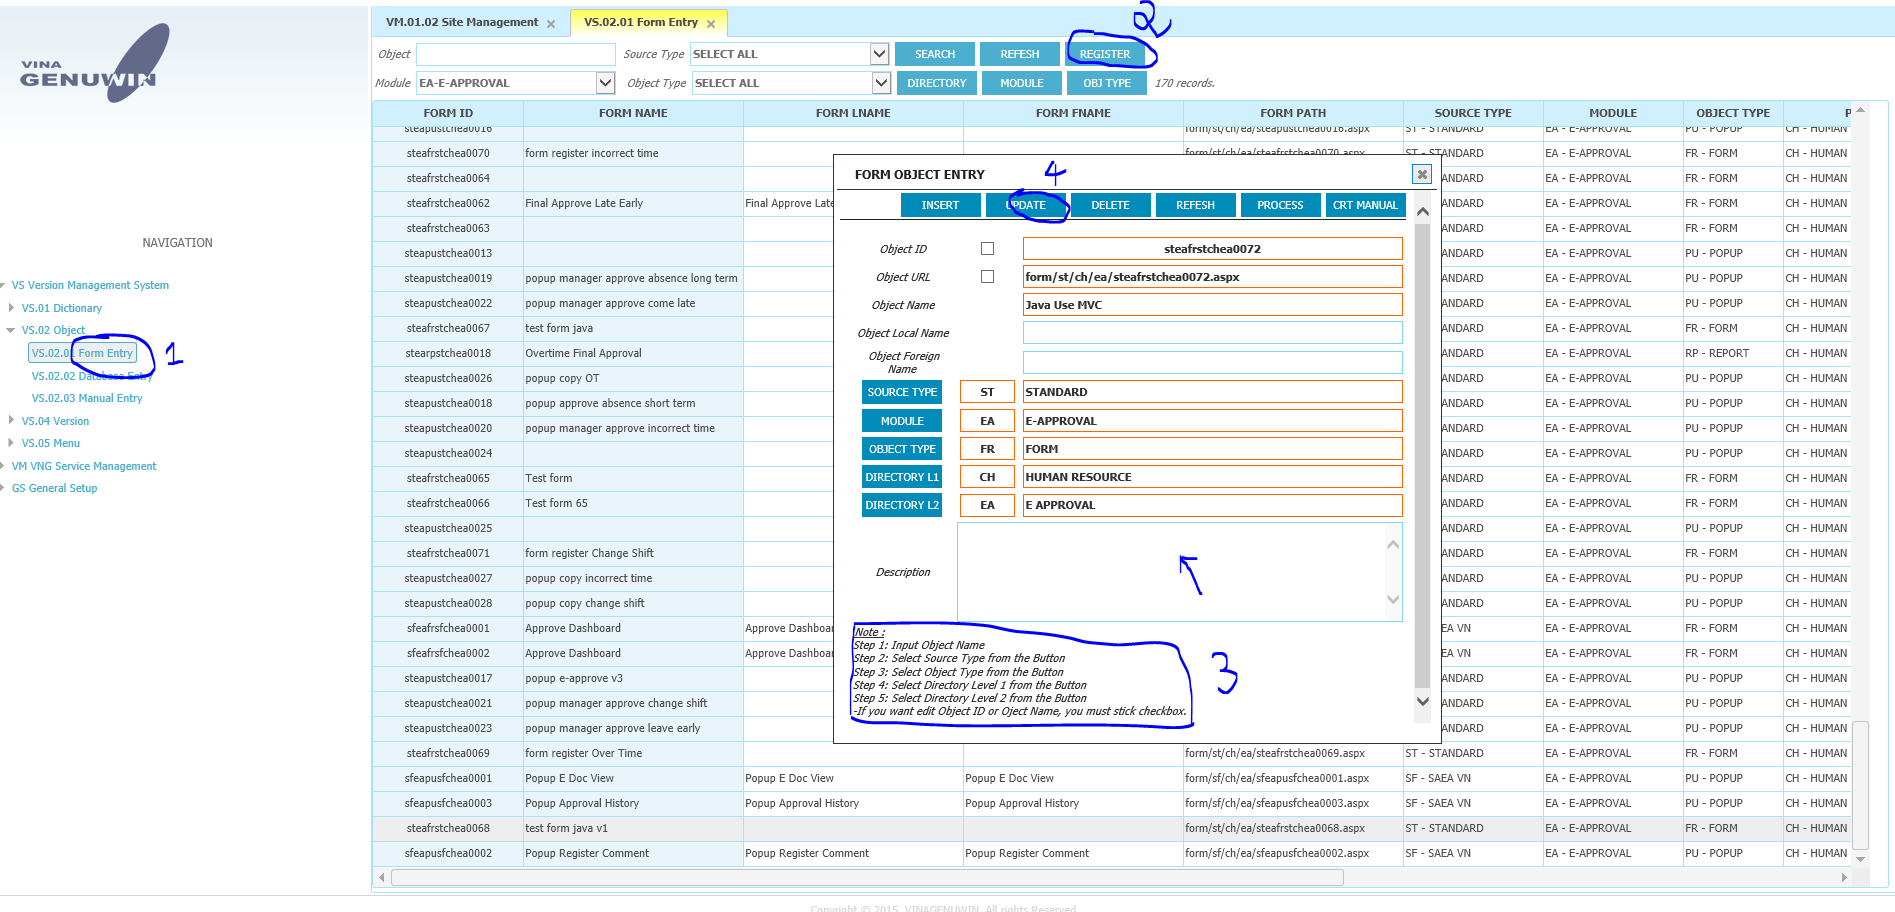 VINA
GENUWIN
NAVIGATION
VS Version Management System
VS.01 Dictionary
VS.02 Object
VS.02.01 Form Entry
1
VS.02.02 Database Entry
VS.02.03 Manual Entry
VS.04 Version
VS.05 Menu
VM VNG Service Management
GS General Setup
VM.01.02 Site Management
VS.02.01 Form Entry
2
Object Source Type SELECT ALL SEARCH REFESH REGISTER
Module EA-E-APPROVAL Object Type SELECT ALL DIRECTORY MODULE OBJ TYPE 170 records.
FORM ID FORM NAME FORM LNAME FORM FNAME FORM PATH SOURCE TYPE MODULE OBJECT TYPE P
steapustchea0016 form/st/ch/ea/steapustchea0016.aspx ST - STANDARD EA - E-APPROVAL PU - POPUP CH - HUMAN
steafrstchea0070 form register incorrect time form/st/ch/ea/steafrstchea0070.aspx ST - STANDARD EA - E-APPROVAL FR - FORM CH - HUMAN
steafrstchea0064 ANDARD EA - E-APPROVAL FR - FORM CH - HUMAN
steafrstchea0062 Final Approve Late Early Final Approve Late ANDARD EA - E-APPROVAL FR - FORM CH - HUMAN
steafrstchea0063 ANDARD EA - E-APPROVAL FR - FORM CH - HUMAN
steapustchea0013 ANDARD EA - E-APPROVAL PU - POPUP CH - HUMAN
steapustchea0019 popup manager approve absence long term ANDARD EA - E-APPROVAL PU - POPUP CH - HUMAN
steapustchea0022 popup manager approve come late ANDARD EA - E-APPROVAL PU - POPUP CH - HUMAN
steafrstchea0067 test form java ANDARD EA - E-APPROVAL FR - FORM CH - HUMAN
stearpstchea0018 Overtime Final Approval ANDARD EA - E-APPROVAL RP - REPORT CH - HUMAN
steapustchea0026 popup copy OT ANDARD EA - E-APPROVAL PU - POPUP CH - HUMAN
steapustchea0018 popup approve absence short term ANDARD EA - E-APPROVAL PU - POPUP CH - HUMAN
steapustchea0020 popup manager approve incorrect time ANDARD EA - E-APPROVAL PU - POPUP CH - HUMAN
steapustchea0024 ANDARD EA - E-APPROVAL PU - POPUP CH - HUMAN
steafrstchea0065 Test form ANDARD EA - E-APPROVAL FR - FORM CH - HUMAN
steafrstchea0066 Test form 65 ANDARD EA - E-APPROVAL FR - FORM CH - HUMAN
steapustchea0025 ANDARD EA - E-APPROVAL PU - POPUP CH - HUMAN
steafrstchea0071 form register Change Shift ANDARD EA - E-APPROVAL FR - FORM CH - HUMAN
steapustchea0027 popup copy incorrect time ANDARD EA - E-APPROVAL PU - POPUP CH - HUMAN
steapustchea0028 popup copy change shift ANDARD EA - E-APPROVAL PU - POPUP CH - HUMAN
sfeafrsfchea0001 Approve Dashboard Approve Dashboar EA VN EA - E-APPROVAL FR - FORM CH - HUMAN
sfeafrsfchea0002 Approve Dashboard Approve Dashboar EA VN EA - E-APPROVAL FR - FORM CH - HUMAN
steapustchea0017 popup e-approve v3 ANDARD EA - E-APPROVAL PU - POPUP CH - HUMAN
steapustchea0021 popup manager approve change shift ANDARD EA - E-APPROVAL PU - POPUP CH - HUMAN
steapustchea0023 popup manager approve leave early ANDARD EA - E-APPROVAL PU - POPUP CH - HUMAN
steafrstchea0069 form register Over Time form/st/ch/ea/steafrstchea0069.aspx ST - STANDARD EA - E-APPROVAL FR - FORM CH - HUMAN
sfeapusfchea0001 Popup E Doc View Popup E Doc View Popup E Doc View form/sf/ch/ea/sfeapusfchea0001.aspx SF - SAEA VN EA - E-APPROVAL PU - POPUP CH - HUMAN
sfeapusfchea0003 Popup Approval History Popup Approval History Popup Approval History form/sf/ch/ea/sfeapusfchea0003.aspx SF - SAEA VN EA - E-APPROVAL PU - POPUP CH - HUMAN
steafrstchea0068 test form java v1 form/st/ch/ea/steafrstchea0068.aspx ST - STANDARD EA - E-APPROVAL FR - FORM CH - HUMAN
sfeapusfchea0002 Popup Register Comment Popup Register Comment Popup Register Comment form/sf/ch/ea/sfeapusfchea0002.aspx SF - SAEA VN EA - E-APPROVAL PU - POPUP CH - HUMAN
FORM OBJECT ENTRY
4
INSERT UPDATE DELETE REFESH PROCESS CRT MANUAL
Object ID steafrstchea0072
Object URL form/st/ch/ea/steafrstchea0072.aspx
Object Name Java Use MVC
Object Local Name
Object Foreign
Name
SOURCE TYPE ST STANDARD
MODULE EA E-APPROVAL
OBJECT TYPE FR FORM
DIRECTORY L1 CH HUMAN RESOURCE
DIRECTORY L2 EA E APPROVAL
Description
Note :
Step 1: Input Object Name
Step 2: Select Source Type from the Button
Step 3: Select Object Type from the Button
Step 4: Select Directory Level 1 from the Button
Step 5: Select Directory Level 2 from the Button
-If you want edit Object ID or Oject Name, you must stick checkbox.
3
Copyright © 2015, VINAGENUWIN. All rights Reserved